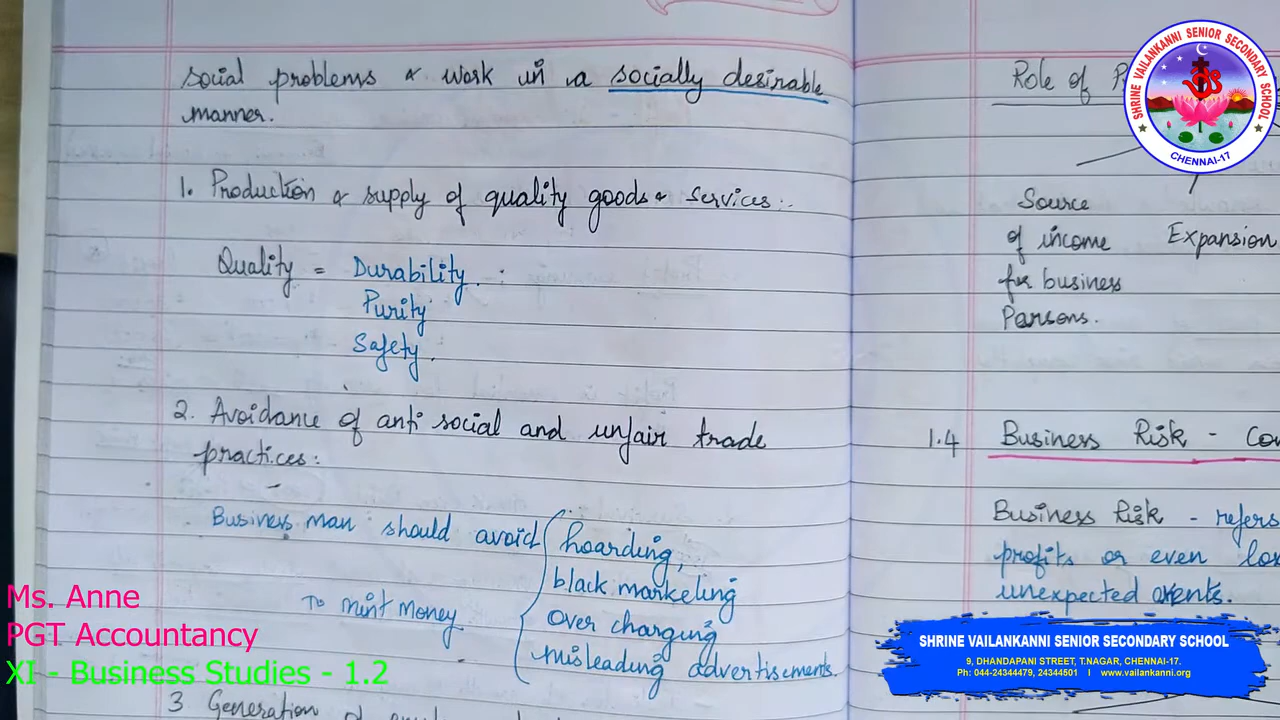 social problems & work in a socially desirable
manner.
1. Production & supply of quality goods & services:-
Quality = Durability :
Purity
Safety.
2. Avoidance of anti social and unfair trade
practices:
Business man should avoid hoarding,
black marketing
To mint money
over charging
misleading advertisements.
3 Generation of
Role of
Source
of income
for business
Persons.
Expansion
1.4 Business Risk -
Business Risk - refers
profits or even
unexpected events.
Ms. Anne
PGT Accountancy
XI - Business Studies - 1.2
SHRINE VAILANKANNI SENIOR SECONDARY SCHOOL
CHENNAI-17
SHRINE VAILANKANNI SENIOR SECONDARY SCHOOL
9, DHANDAPANI STREET, T.NAGAR, CHENNAI-17.
Ph: 044-24344479, 24344501 I www.vailankanni.org